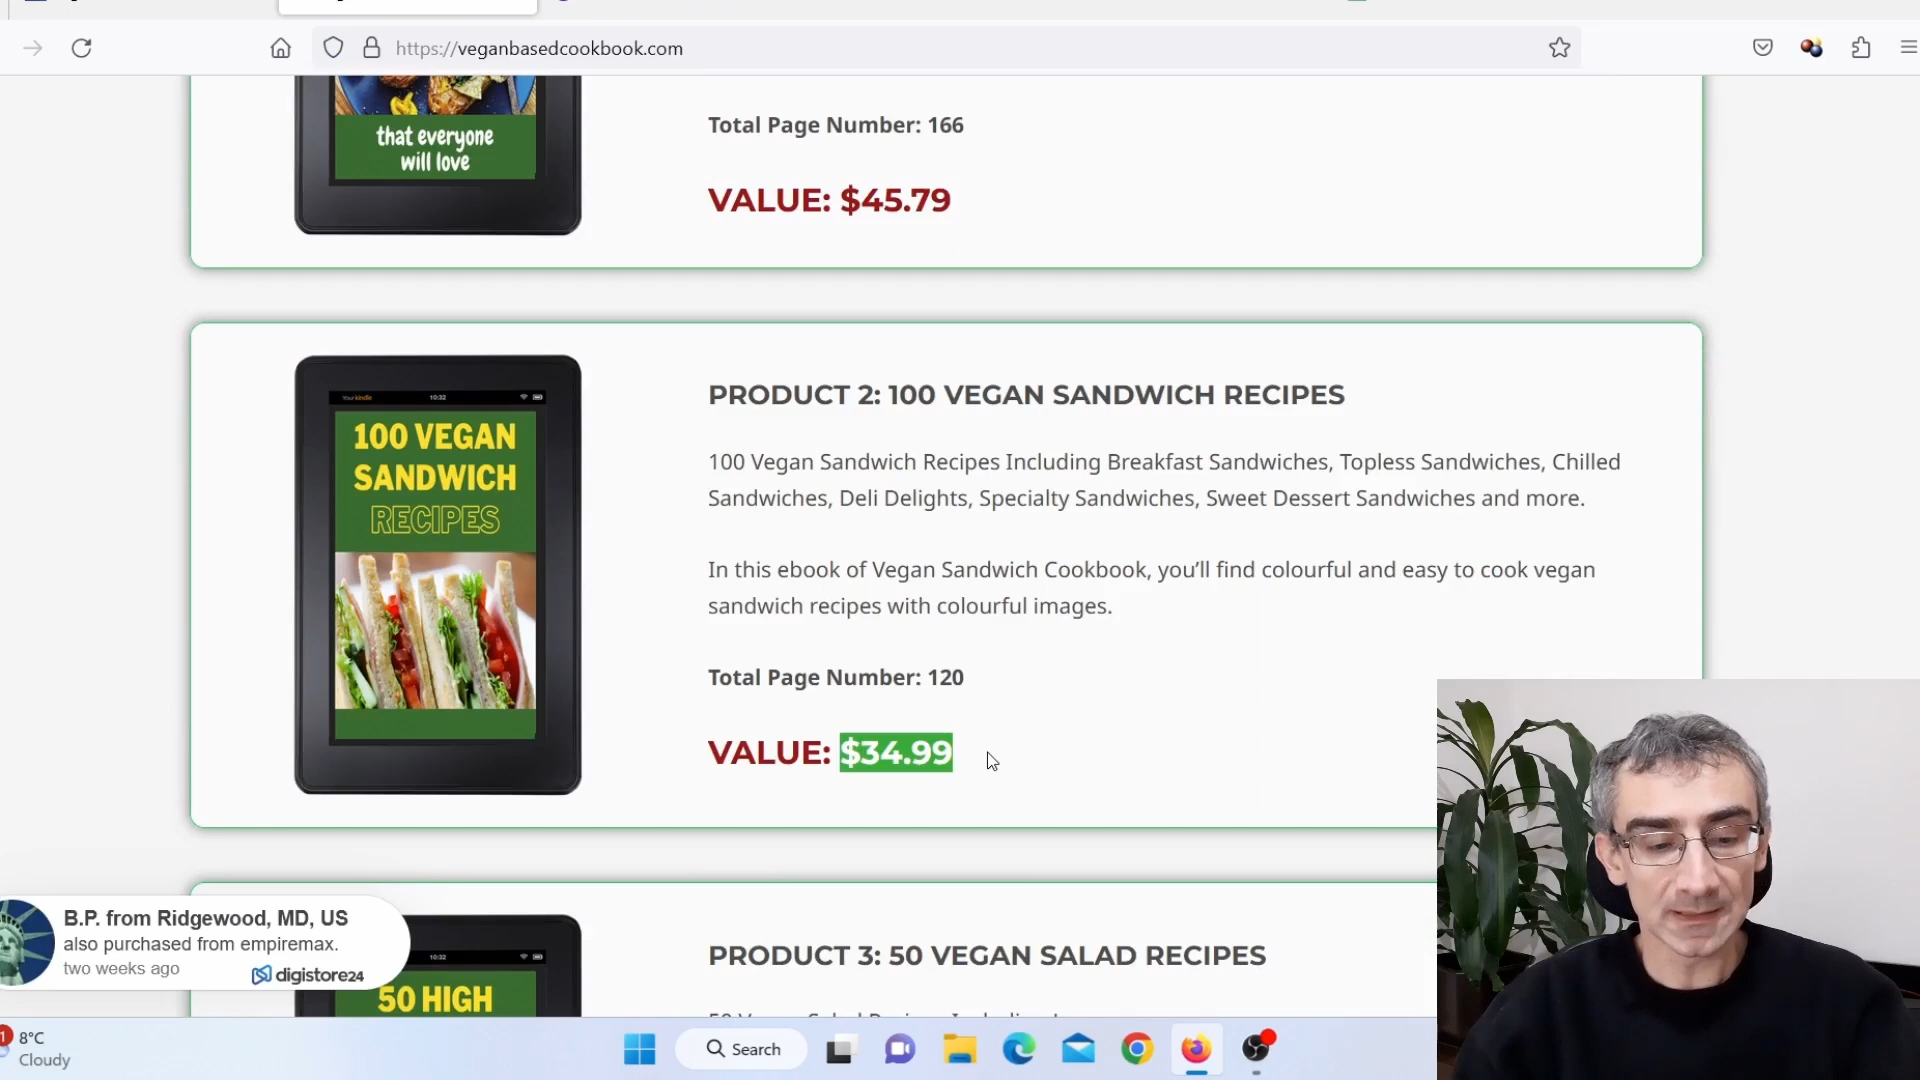 https://veganbasedcookbook.com
that everyone
will love
Total Page Number: 166
VALUE: $45.79
10:32
100 VEGAN
SANDWICH
RECIPES
PRODUCT 2: 100 VEGAN SANDWICH RECIPES
100 Vegan Sandwich Recipes Including Breakfast Sandwiches, Topless Sandwiches, Chilled
Sandwiches, Deli Delights, Specialty Sandwiches, Sweet Dessert Sandwiches and more.
In this ebook of Vegan Sandwich Cookbook, you’ll find colourful and easy to cook vegan
sandwich recipes with colourful images.
Total Page Number: 120
VALUE: $34.99
B.P. from Ridgewood, MD, US
also purchased from empiremax.
two weeks ago
digistore24
10:32
50 HIGH
PRODUCT 3: 50 VEGAN SALAD RECIPES
1
8°C
Cloudy
Search